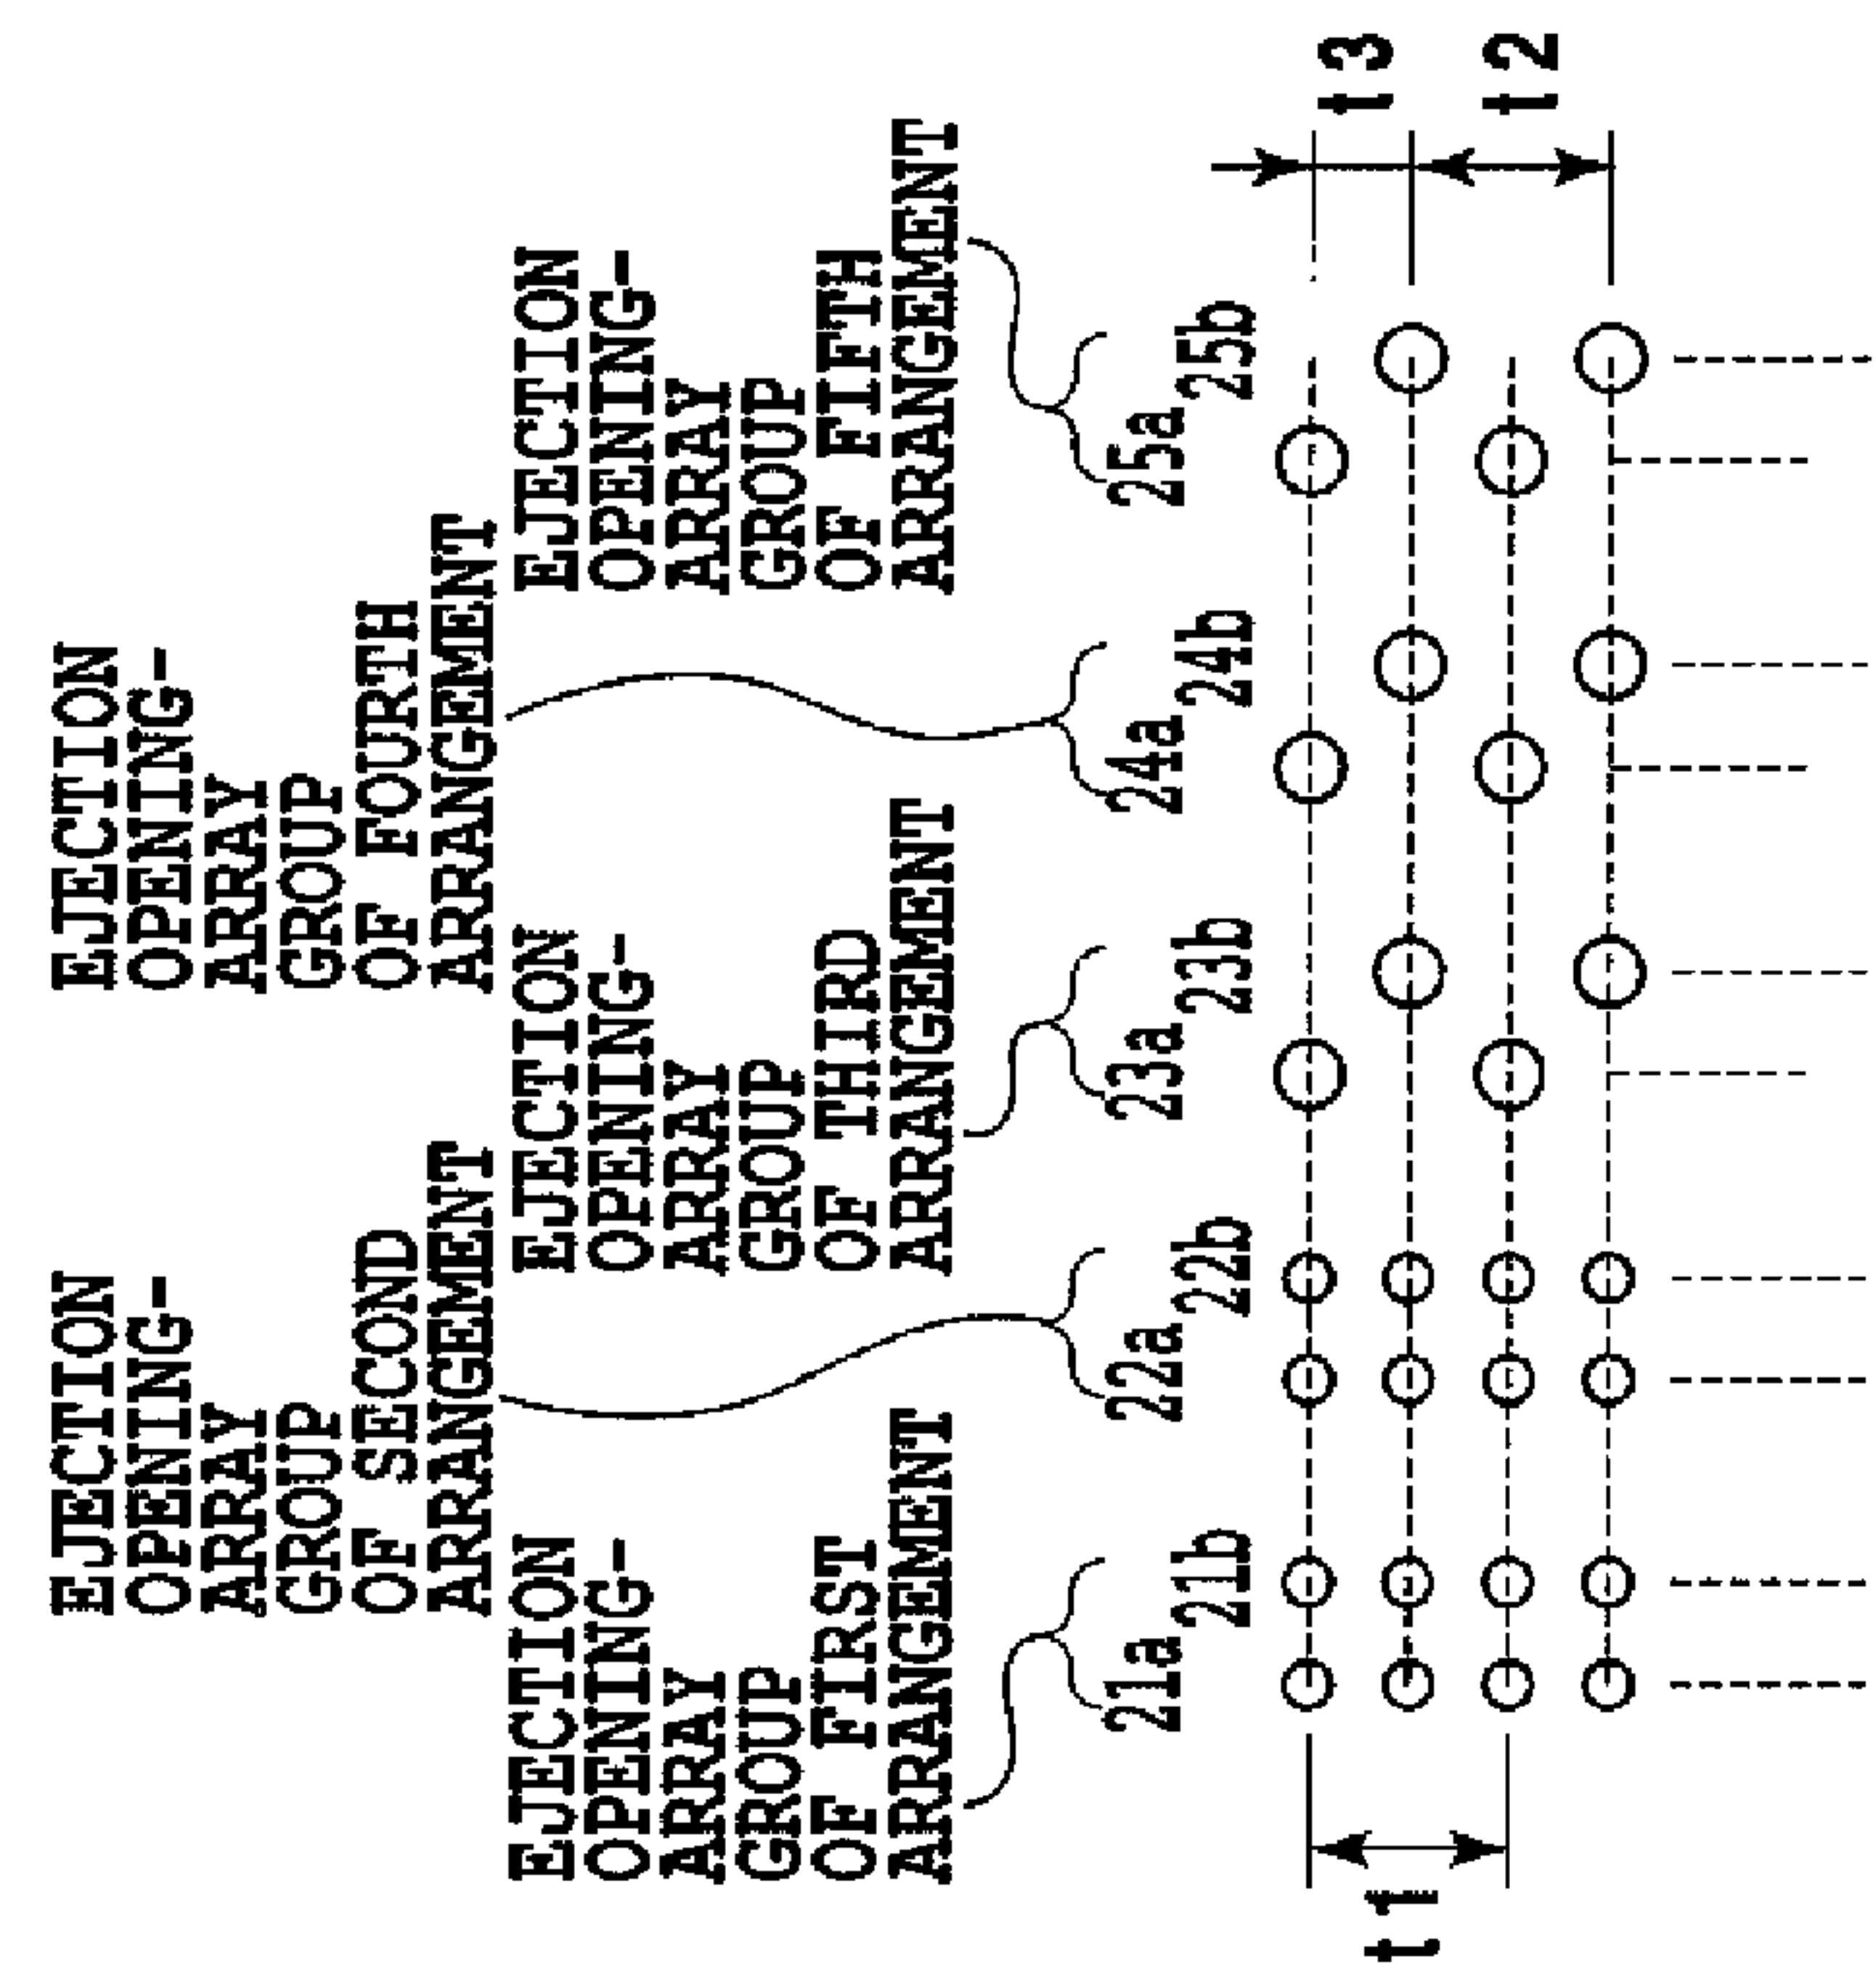 EJECTION
OPENING-
ARRAY
GROUP
OF SECOND
ARRANGEMENT
EJECTION
OPENING-
ARRAY
GROUP
OF FOURTH
ARRANGEMENT
EJECTION
OPENING-
ARRAY
GROUP
OF FIRST
ARRANGEMENT
EJECTION
OPENING-
ARRAY
GROUP
OF THIRD
ARRANGEMENT
EJECTION
OPENING-
ARRAY
GROUP
OF FIFTH
ARRANGEMENT
21a
21b
22a
22b
23a
23b
24a
24b
25a
25b
t1
t3
t2